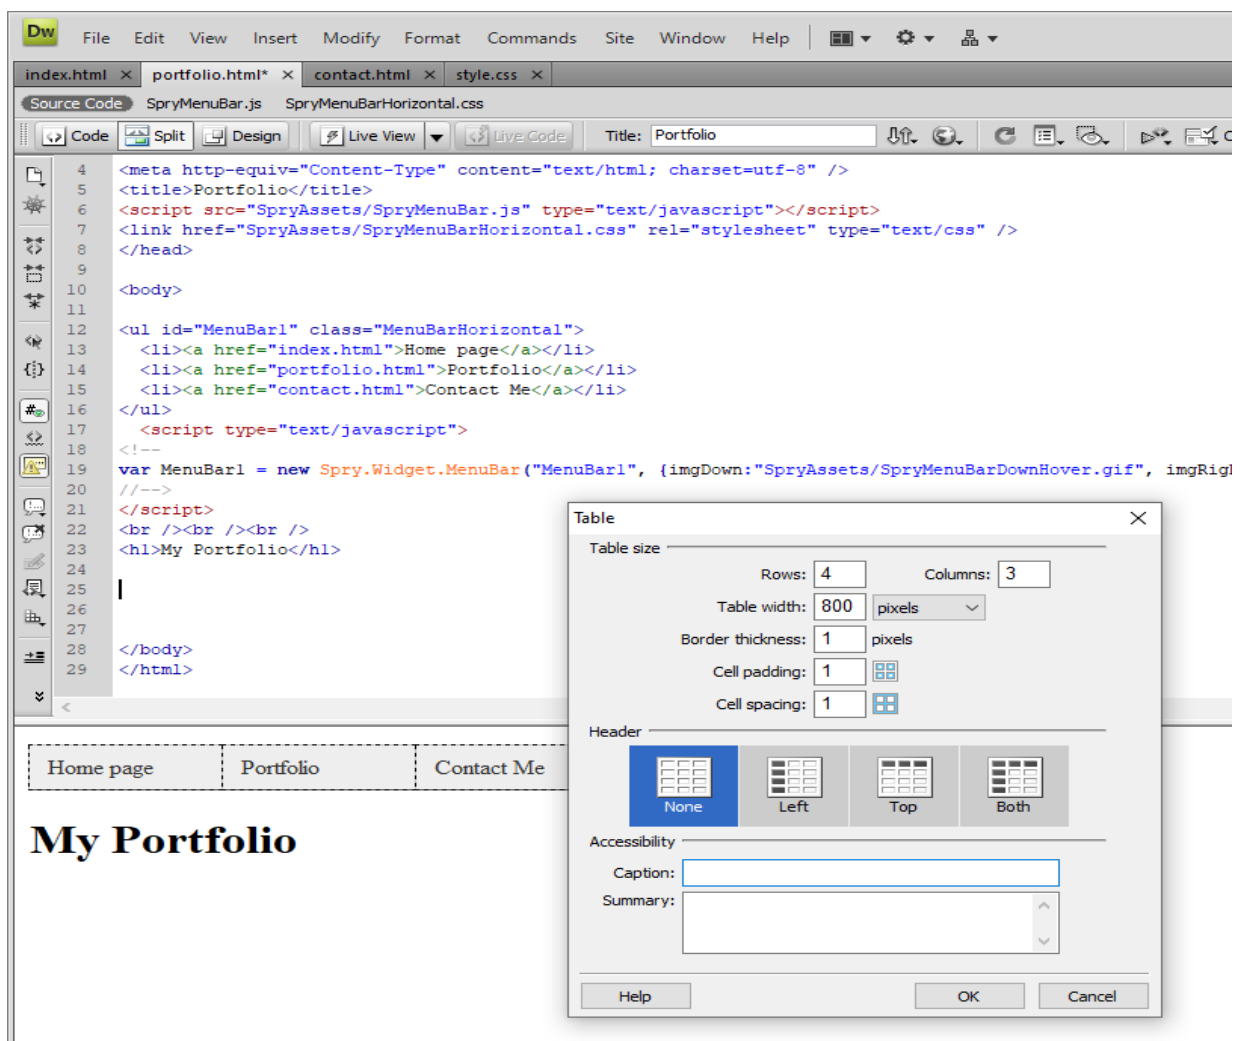 Dw File Edit View Insert Modify Format Commands Site Window Help
index.html × portfolio.html* × contact.html × style.css ×
Source Code SpryMenuBar.js SpryMenuBarHorizontal.css
Code Split Design Live View Live Code Title: Portfolio
4 <meta http-equiv="Content-Type" content="text/html; charset=utf-8" />
5 <title>Portfolio</title>
6 <script src="SpryAssets/SpryMenuBar.js" type="text/javascript"></script>
7 <link href="SpryAssets/SpryMenuBarHorizontal.css" rel="stylesheet" type="text/css" />
8 </head>
9
10 <body>
11
12 <ul id="MenuBar1" class="MenuBarHorizontal">
13 <li><a href="index.html">Home page</a></li>
14 <li><a href="portfolio.html">Portfolio</a></li>
15 <li><a href="contact.html">Contact Me</a></li>
16 </ul>
17 <script type="text/javascript">
18 <!--
19 var MenuBar1 = new Spry.Widget.MenuBar("MenuBar1", {imgDown:"SpryAssets/SpryMenuBarDownHover.gif", imgRigh
20 //-->
21 </script>
22 <br /><br /><br />
23 <h1>My Portfolio</h1>
24
25
26
27
28 </body>
29 </html>
Home page Portfolio Contact Me
My Portfolio
Table
Table size
Rows: 4 Columns: 3
Table width: 800 pixels
Border thickness: 1 pixels
Cell padding: 1
Cell spacing: 1
Header
None Left Top Both
Accessibility
Caption:
Summary:
Help OK Cancel